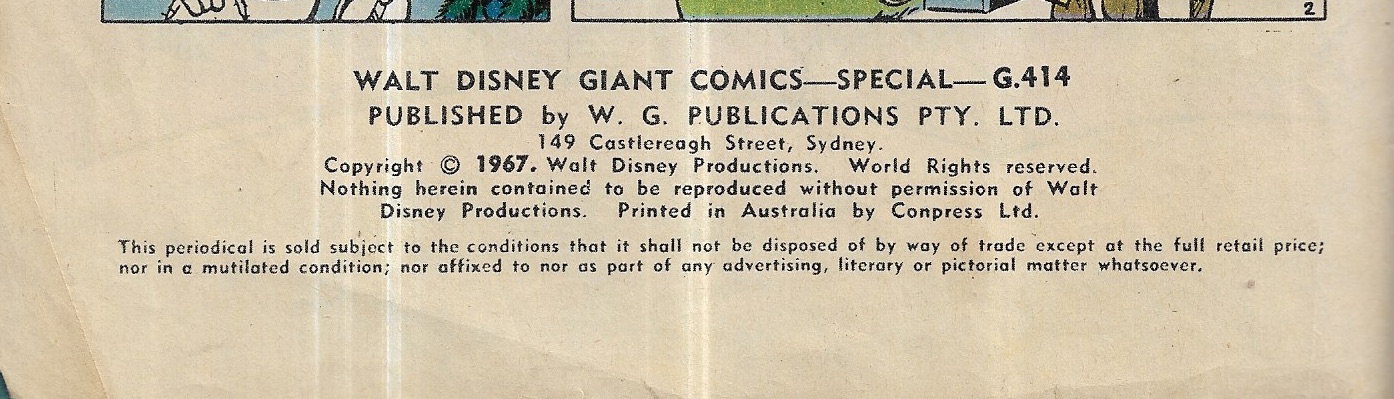 2
WALT DISNEY GIANT COMICS—SPECIAL—G.414
PUBLISHED by W. G. PUBLICATIONS PTY. LTD.
149 Castlereagh Street, Sydney.
Copyright © 1967. Walt Disney Productions. World Rights reserved.
Nothing herein contained to be reproduced without permission of Walt
Disney Productions. Printed in Australia by Conpress Ltd.
This periodical is sold subject to the conditions that it shall not be disposed of by way of trade except at the full retail price;
nor in a mutilated condition; nor affixed to nor as part of any advertising, literary or pictorial matter whatsoever.